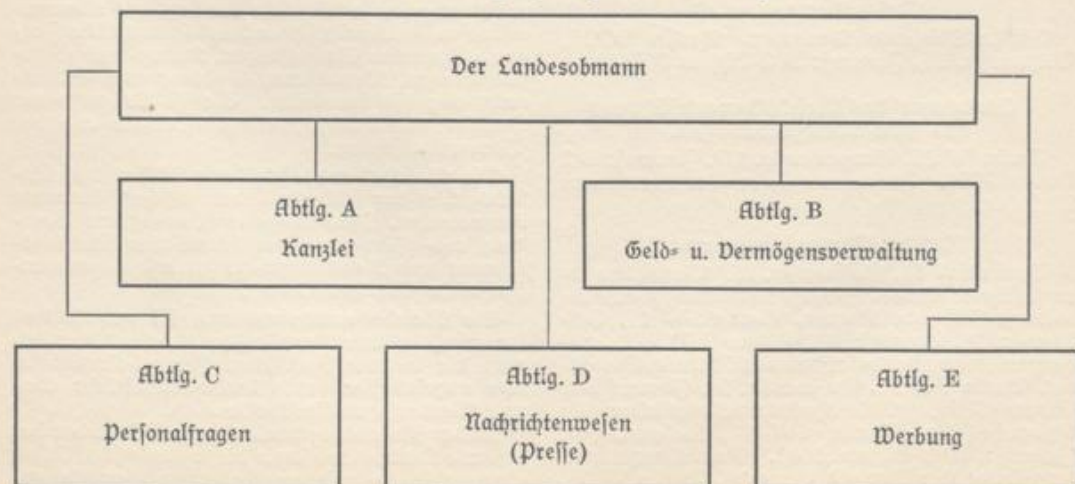 Der Landesobmann
Abtlg. A
Kanzlei
Abtlg. B
Geld- u. Vermögensverwaltung
Abtlg. C
Personalfragen
Abtlg. D
Nachrichtenwesen
(Presse)
Abtlg. E
Werbung